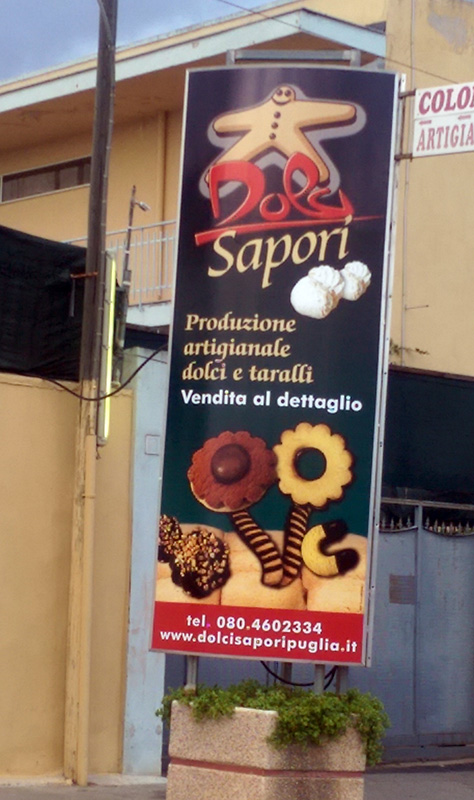 Dolci
Sapori
Produzione
artigianale
dolci e taralli
Vendita al dettaglio
tel. 080.4602334
www.dolcisaporipuglia.it
COLO
ARTIGIA